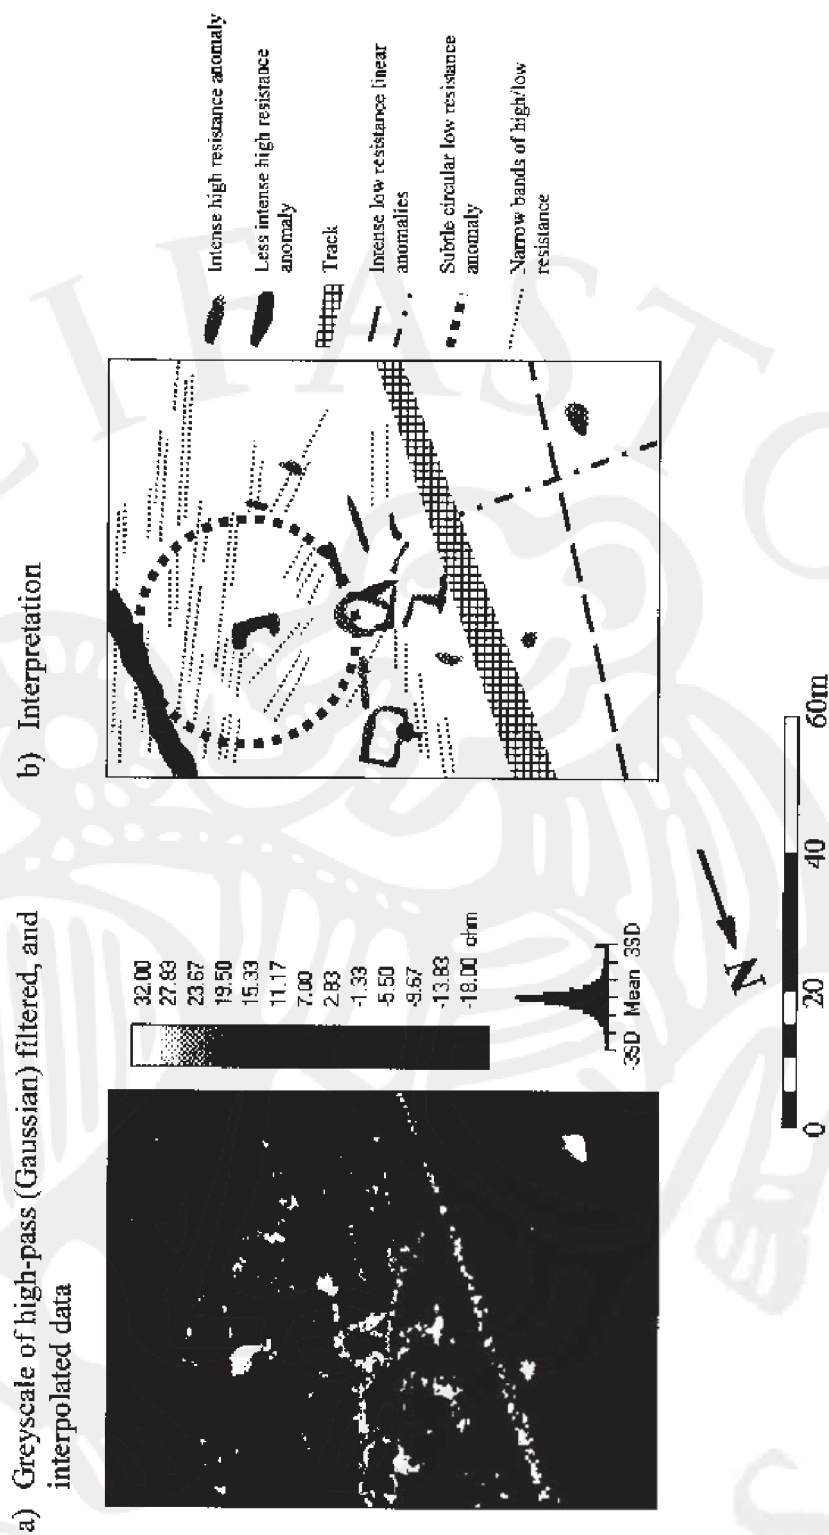 a) Greyscale of high-pass (Gaussian) filtered, and
interpolated data
32.00
27.83
23.67
19.50
15.33
11.17
7.00
2.83
-1.33
-5.50
-9.67
-13.83
-18.00 ohm
-3SD Mean 3SD
b) Interpretation
Intense high resistance anomaly
Less intense high resistance
anomaly
Track
Intense low resistance linear
anomalies
Subtle circular low resistance
anomaly
Narrow bands of high/low
resistance
N
0 20 40 60m